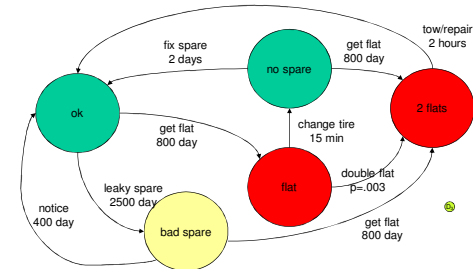 tow/repair
2 hours
fix spare
2 days
get flat
800 day
no spare
ok
2 flats
get flat
800 day
change tire
15 min
flat
double flat
p=.003
leaky spare
2500 day
notice
400 day
bad spare
get flat
800 day